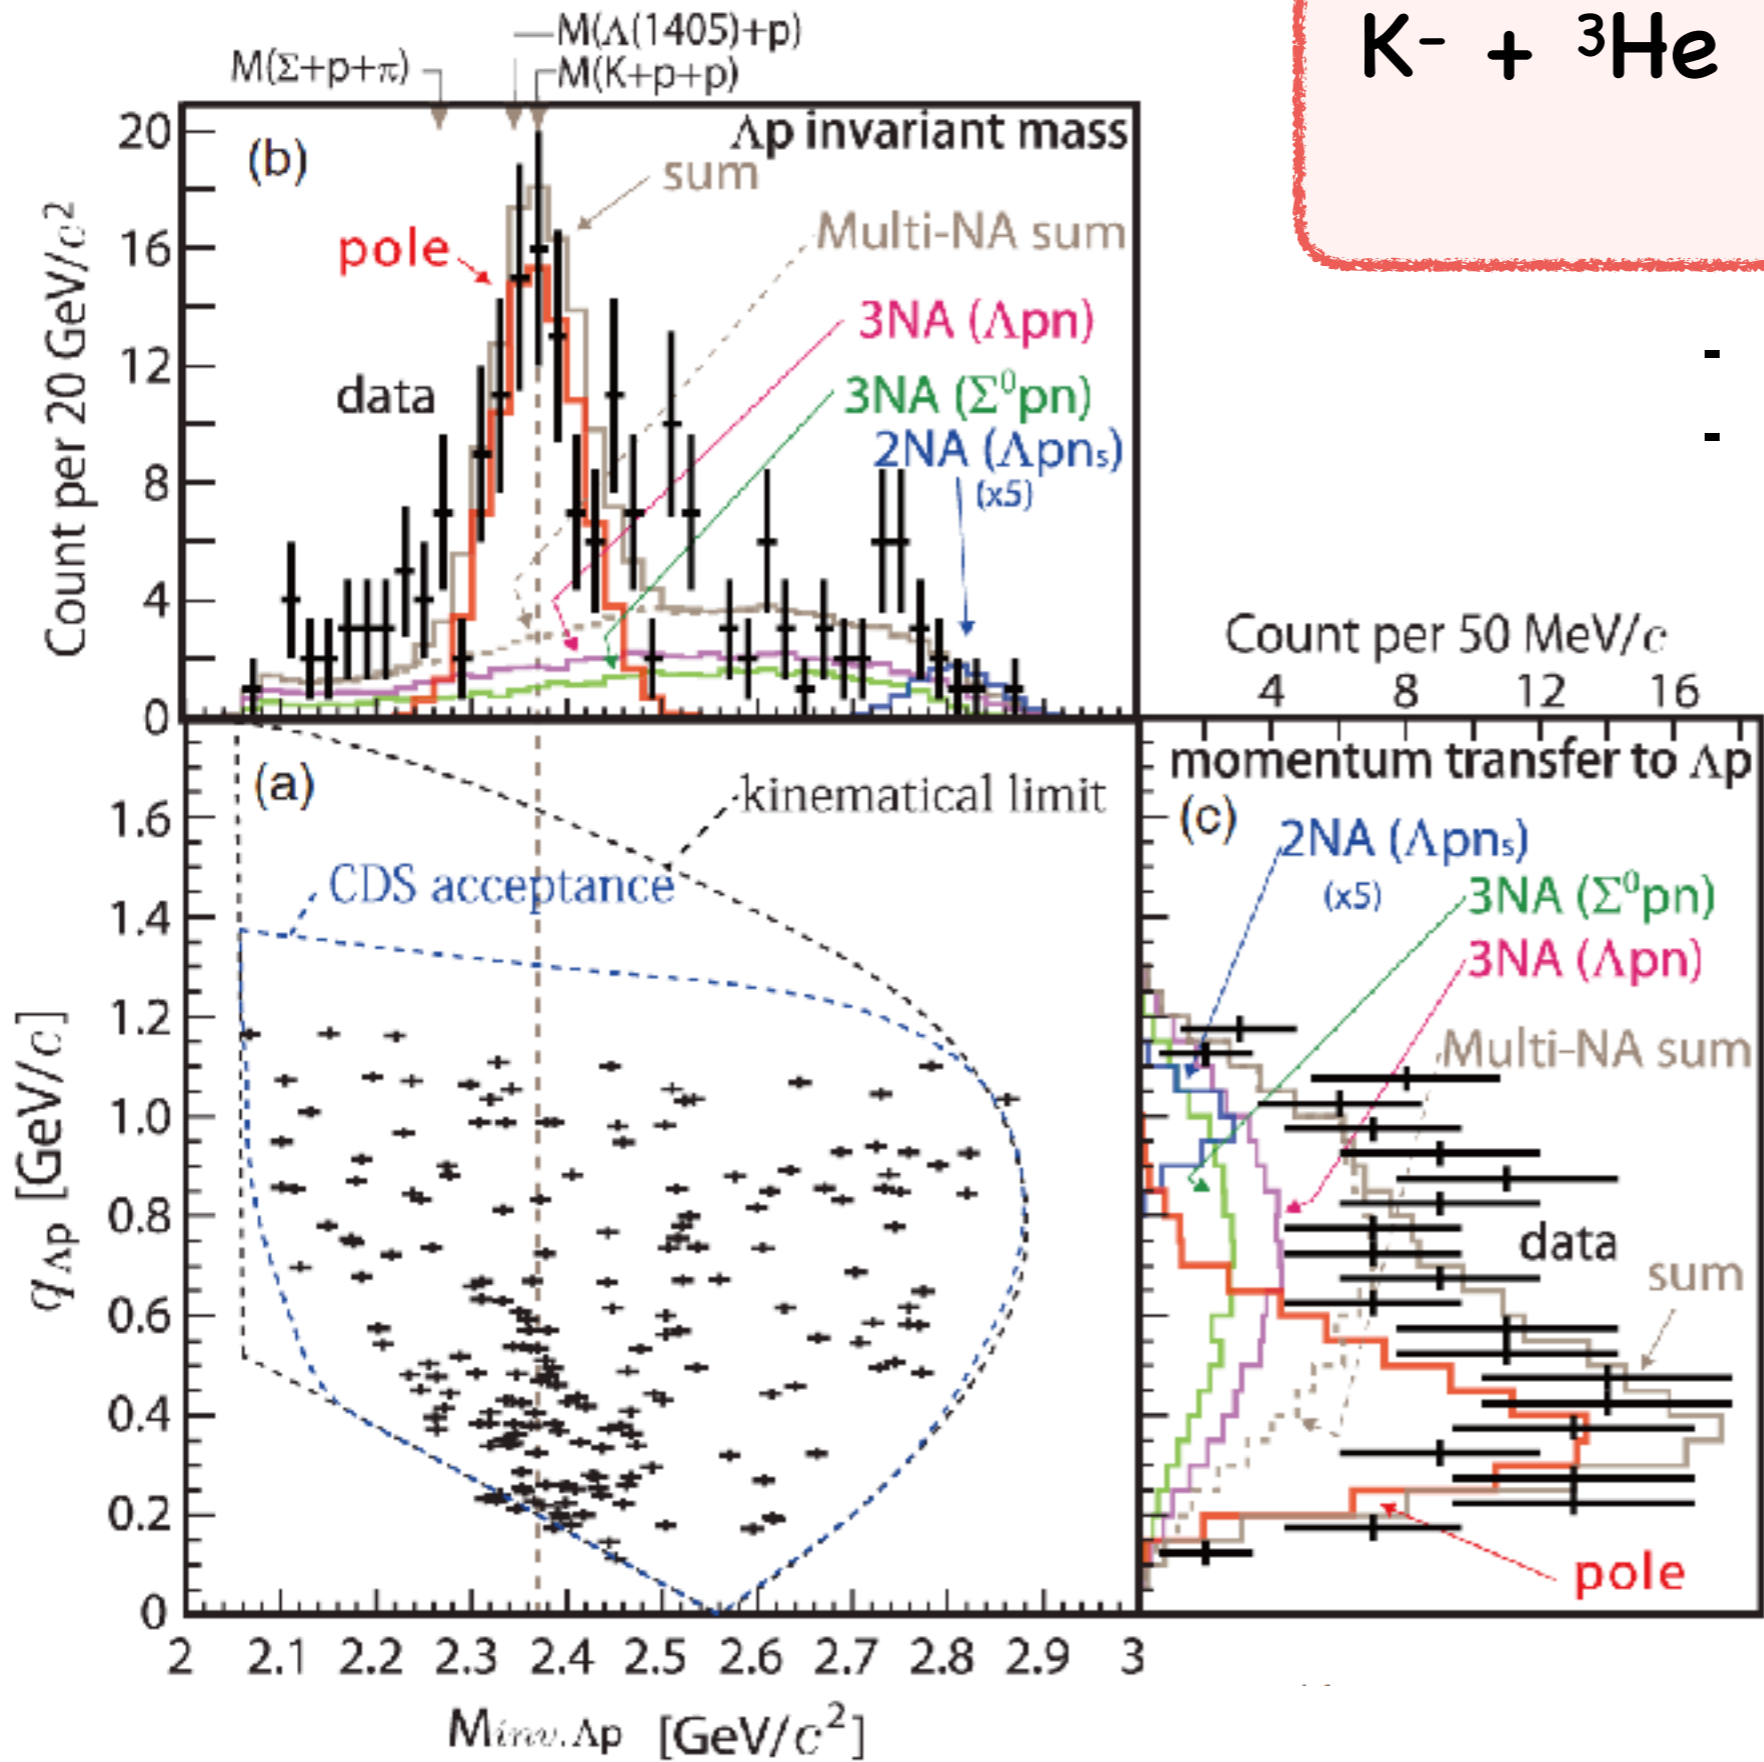 K⁻ + ³He
-
-
M(Λ(1405)+p)
M(Σ+p+π)
M(K+p+p)
(b)
Λp invariant mass
sum
Multi-NA sum
pole
3NA (Λpn)
data
3NA (Σ⁰pn)
2NA (Λpnₛ)
(x5)
Count per 20 GeV/c²
20
16
12
8
4
0
(a)
kinematical limit
CDS acceptance
qΛp [GeV/c]
1.6
1.4
1.2
1.0
0.8
0.6
0.4
0.2
0
2 2.1 2.2 2.3 2.4 2.5 2.6 2.7 2.8 2.9 3
Minv.Λp [GeV/c²]
Count per 50 MeV/c
4 8 12 16
momentum transfer to Λp
(c)
2NA (Λpnₛ)
(x5)
3NA (Σ⁰pn)
3NA (Λpn)
Multi-NA sum
data
sum
pole